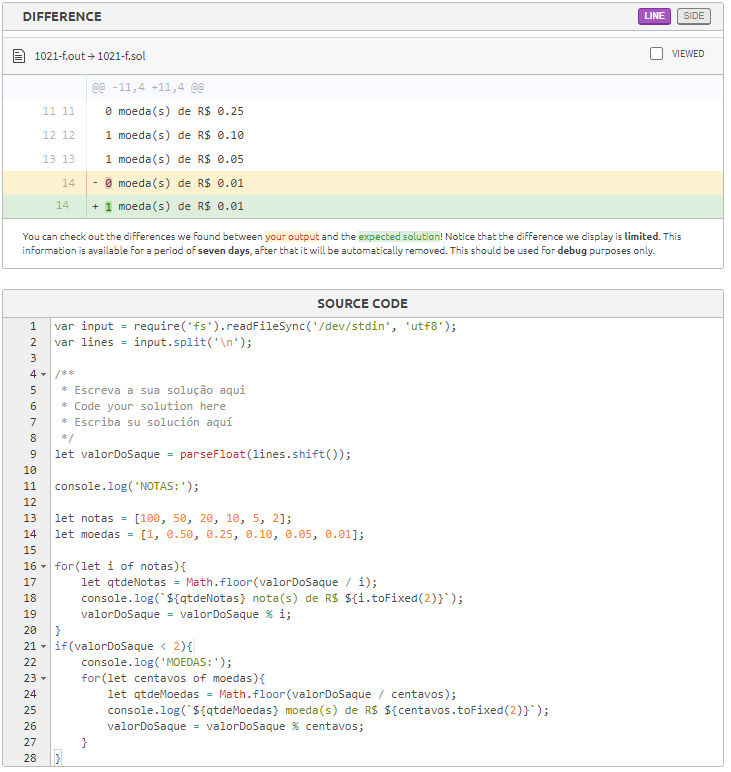 DIFFERENCE
LINE SIDE
1021-f.out → 1021-f.sol
VIEWED
@@ -11,4 +11,4 @@
11 11 0 moeda(s) de R$ 0.25
12 12 1 moeda(s) de R$ 0.10
13 13 1 moeda(s) de R$ 0.05
14 - 0 moeda(s) de R$ 0.01
14 + 1 moeda(s) de R$ 0.01
You can check out the differences we found between your output and the expected solution! Notice that the difference we display is limited. This
information is available for a period of seven days, after that it will be automatically removed. This should be used for debug purposes only.
SOURCE CODE
1 var input = require('fs').readFileSync('/dev/stdin', 'utf8');
2 var lines = input.split('\n');
3
4 /**
5  * Escreva a sua solução aqui
6  * Code your solution here
7  * Escriba su solución aquí
8  */
9 let valorDoSaque = parseFloat(lines.shift());
10
11 console.log('NOTAS:');
12
13 let notas = [100, 50, 20, 10, 5, 2];
14 let moedas = [1, 0.50, 0.25, 0.10, 0.05, 0.01];
15
16 for(let i of notas){
17     let qtdeNotas = Math.floor(valorDoSaque / i);
18     console.log(`${qtdeNotas} nota(s) de R$ ${i.toFixed(2)}`);
19     valorDoSaque = valorDoSaque % i;
20 }
21 if(valorDoSaque < 2){
22     console.log('MOEDAS:');
23     for(let centavos of moedas){
24         let qtdeMoedas = Math.floor(valorDoSaque / centavos);
25         console.log(`${qtdeMoedas} moeda(s) de R$ ${centavos.toFixed(2)}`);
26         valorDoSaque = valorDoSaque % centavos;
27     }
28 }